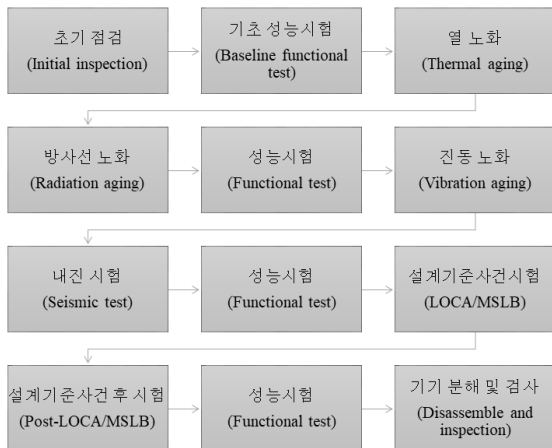 초기 점검
(Initial inspection)
기초 성능시험
(Baseline functional
test)
열 노화
(Thermal aging)
방사선 노화
(Radiation aging)
성능시험
(Functional test)
진동 노화
(Vibration aging)
내진 시험
(Seismic test)
성능시험
(Functional test)
설계기준사건시험
(LOCA/MSLB)
설계기준사건 후 시험
(Post-LOCA/MSLB)
성능시험
(Functional test)
기기 분해 및 검사
(Disassemble and
inspection)